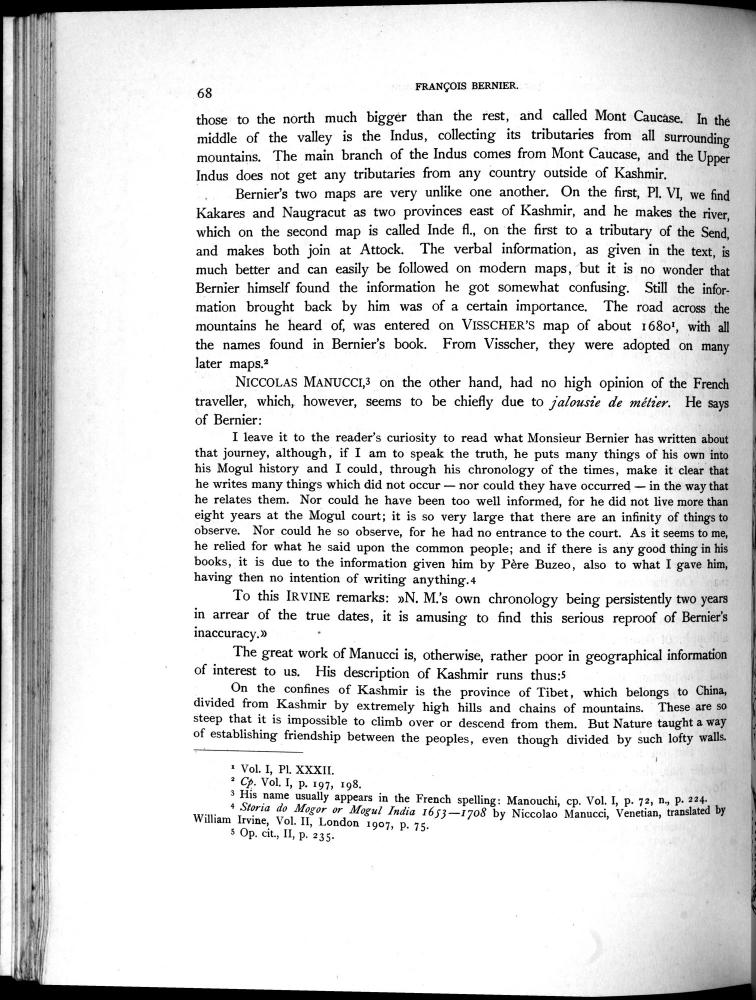 68
FRANÇOIS BERNIER.
those to the north much bigger than the rest, and called Mont Caucase. In the
middle of the valley is the Indus, collecting its tributaries from all surrounding
mountains. The main branch of the Indus comes from Mont Caucase, and the Upper
Indus does not get any tributaries from any country outside of Kashmir.
Bernier's two maps are very unlike one another. On the first, Pl. VI, we find
Kakares and Naugracut as two provinces east of Kashmir, and he makes the river,
which on the second map is called Inde fl., on the first to a tributary of the Send,
and makes both join at Attock. The verbal information, as given in the text, is
much better and can easily be followed on modern maps, but it is no wonder that
Bernier himself found the information he got somewhat confusing. Still the infor-
mation brought back by him was of a certain importance. The road across the
mountains he heard of, was entered on VISSCHER'S map of about 1680¹, with all
the names found in Bernier's book. From Visscher, they were adopted on many
later maps.²
NICCOLAS MANUCCI,³ on the other hand, had no high opinion of the French
traveller, which, however, seems to be chiefly due to jalousie de métier. He says
of Bernier:
I leave it to the reader's curiosity to read what Monsieur Bernier has written about
that journey, although, if I am to speak the truth, he puts many things of his own into
his Mogul history and I could, through his chronology of the times, make it clear that
he writes many things which did not occur — nor could they have occurred — in the way that
he relates them. Nor could he have been too well informed, for he did not live more than
eight years at the Mogul court; it is so very large that there are an infinity of things to
observe. Nor could he so observe, for he had no entrance to the court. As it seems to me,
he relied for what he said upon the common people; and if there is any good thing in his
books, it is due to the information given him by Père Buzeo, also to what I gave him,
having then no intention of writing anything.⁴
To this IRVINE remarks: »N. M.'s own chronology being persistently two years
in arrear of the true dates, it is amusing to find this serious reproof of Bernier's
inaccuracy.»
The great work of Manucci is, otherwise, rather poor in geographical information
of interest to us. His description of Kashmir runs thus:⁵
On the confines of Kashmir is the province of Tibet, which belongs to China,
divided from Kashmir by extremely high hills and chains of mountains. These are so
steep that it is impossible to climb over or descend from them. But Nature taught a way
of establishing friendship between the peoples, even though divided by such lofty walls.
¹ Vol. I, Pl. XXXII.
² Cp. Vol. I, p. 197, 198.
³ His name usually appears in the French spelling: Manouchi, cp. Vol. I, p. 72, n., p. 224.
⁴ Storia do Mogor or Mogul India 1653—1708 by Niccolao Manucci, Venetian, translated by
William Irvine, Vol. II, London 1907, p. 75.
⁵ Op. cit., II, p. 235.